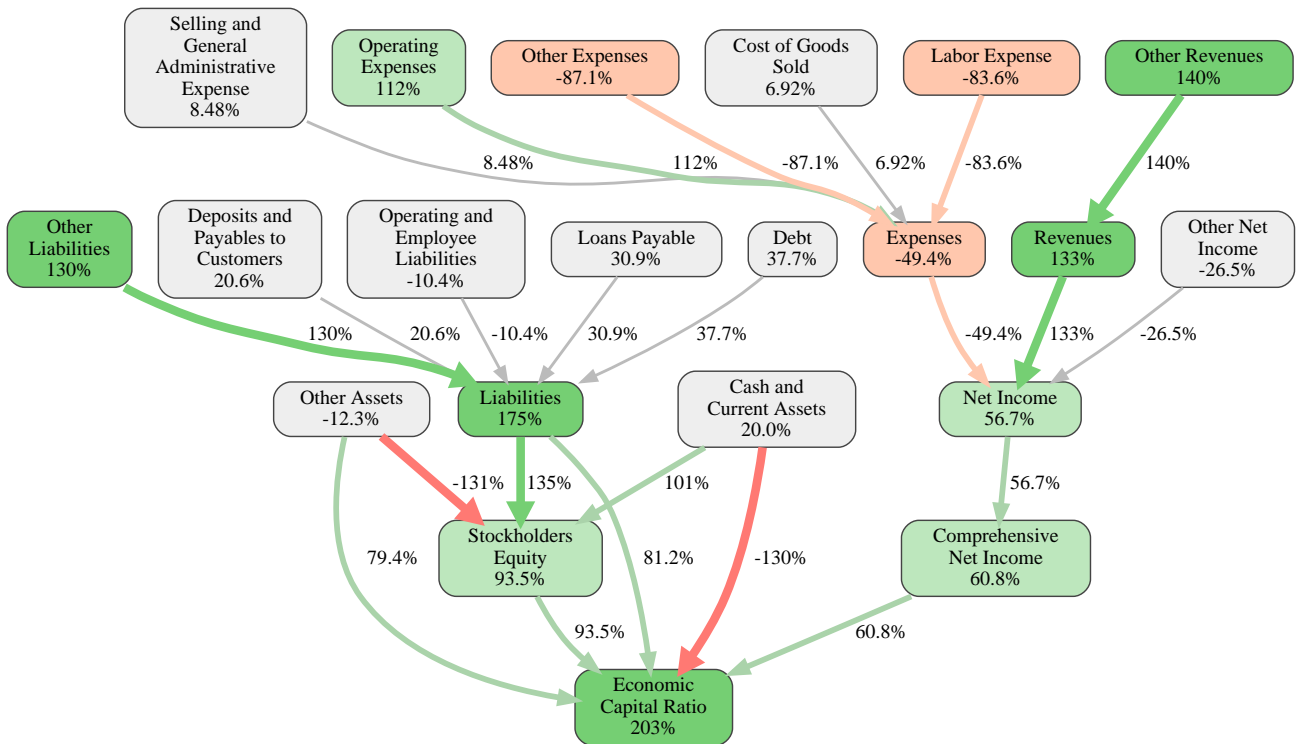 Selling and
General
Administrative
Expense
8.48%
Operating
Expenses
112%
Other Expenses
-87.1%
Cost of Goods
Sold
6.92%
Labor Expense
-83.6%
Other Revenues
140%
8.48%
112%
-87.1%
6.92%
-83.6%
140%
Other
Liabilities
130%
Deposits and
Payables to
Customers
20.6%
Operating and
Employee
Liabilities
-10.4%
Loans Payable
30.9%
Debt
37.7%
Expenses
-49.4%
Revenues
133%
Other Net
Income
-26.5%
130%
20.6%
-10.4%
30.9%
37.7%
-49.4%
133%
-26.5%
Other Assets
-12.3%
Liabilities
175%
Cash and
Current Assets
20.0%
Net Income
56.7%
-131%
135%
101%
56.7%
Stockholders
Equity
93.5%
Comprehensive
Net Income
60.8%
79.4%
81.2%
-130%
93.5%
60.8%
Economic
Capital Ratio
203%